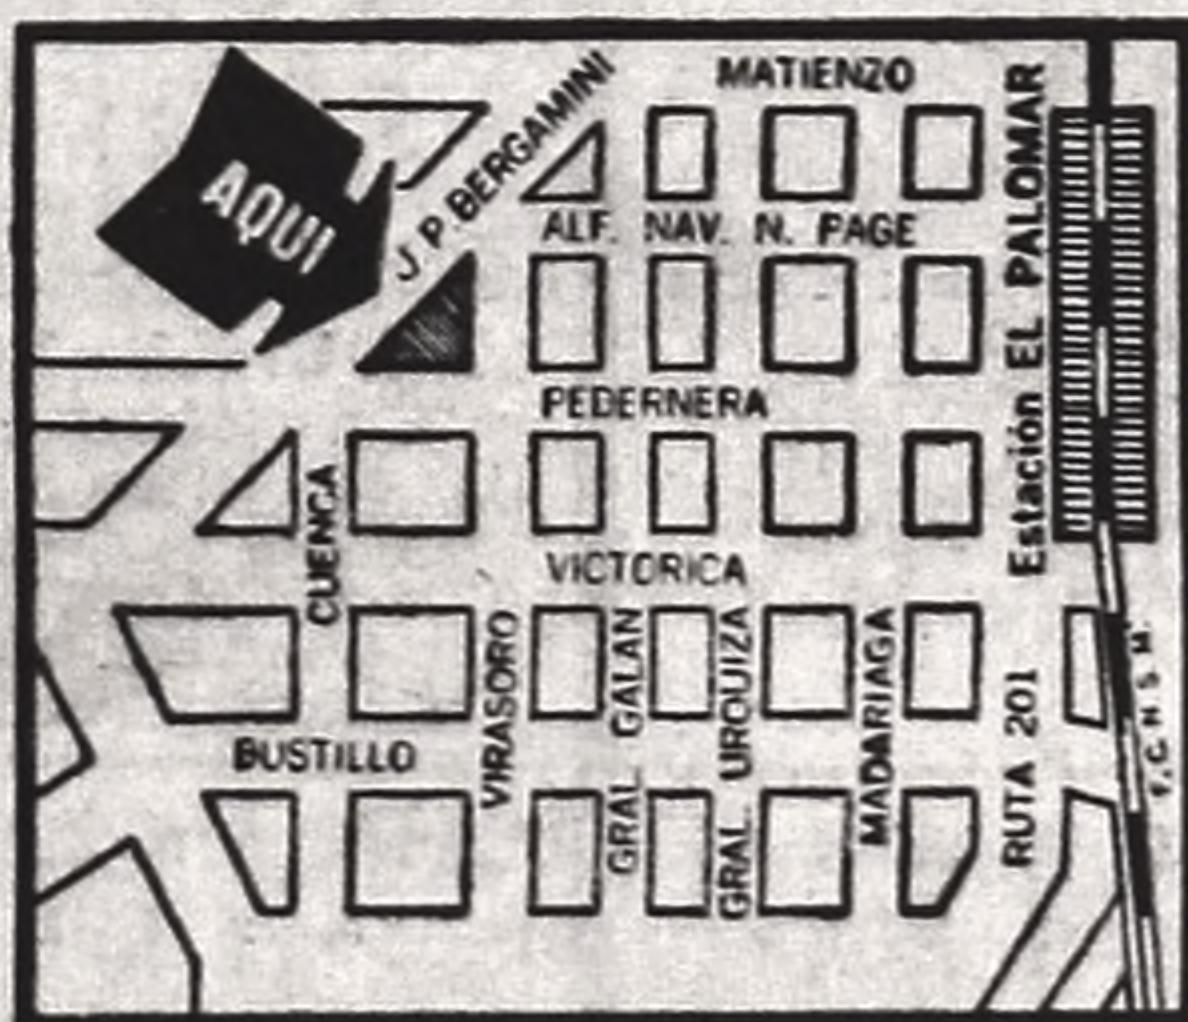 MATIENZO
AQUI
J. P. BERGAMINI
ALF. NAV. N. PAGE
Estación EL PALOMAR
PEDERNERA
CUENCA
VICTORICA
VIRASORO
GRAL GALAN
GRAL. URQUIZA
MADARIAGA
RUTA 201
F. C. N. S. M.
BUSTILLO